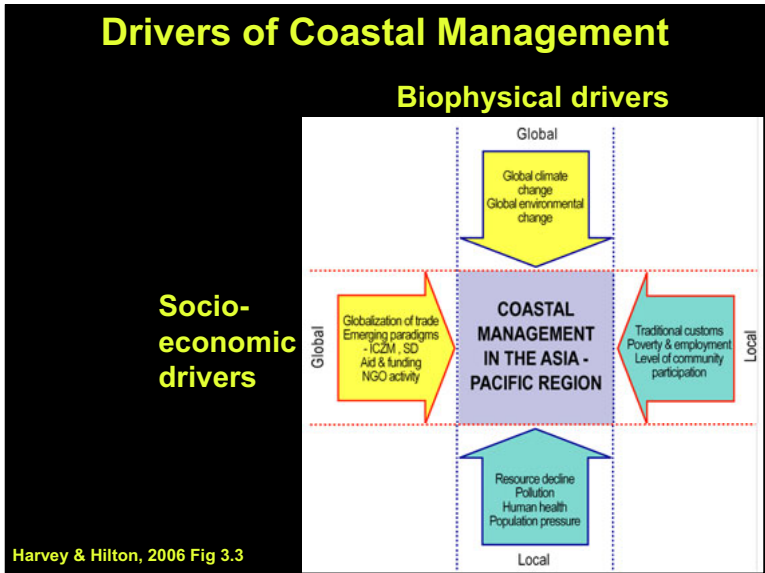 Drivers of Coastal Management
Biophysical drivers
Global
Global climate
change
Global environmental
change
Socio-
economic
drivers
Global
Globalization of trade
Emerging paradigms
- ICZM , SD
Aid & funding
NGO activity
COASTAL
MANAGEMENT
IN THE ASIA -
PACIFIC REGION
Traditional customs
Poverty & employment
Level of community
participation
Local
Resource decline
Pollution
Human health
Population pressure
Local
Harvey & Hilton, 2006 Fig 3.3